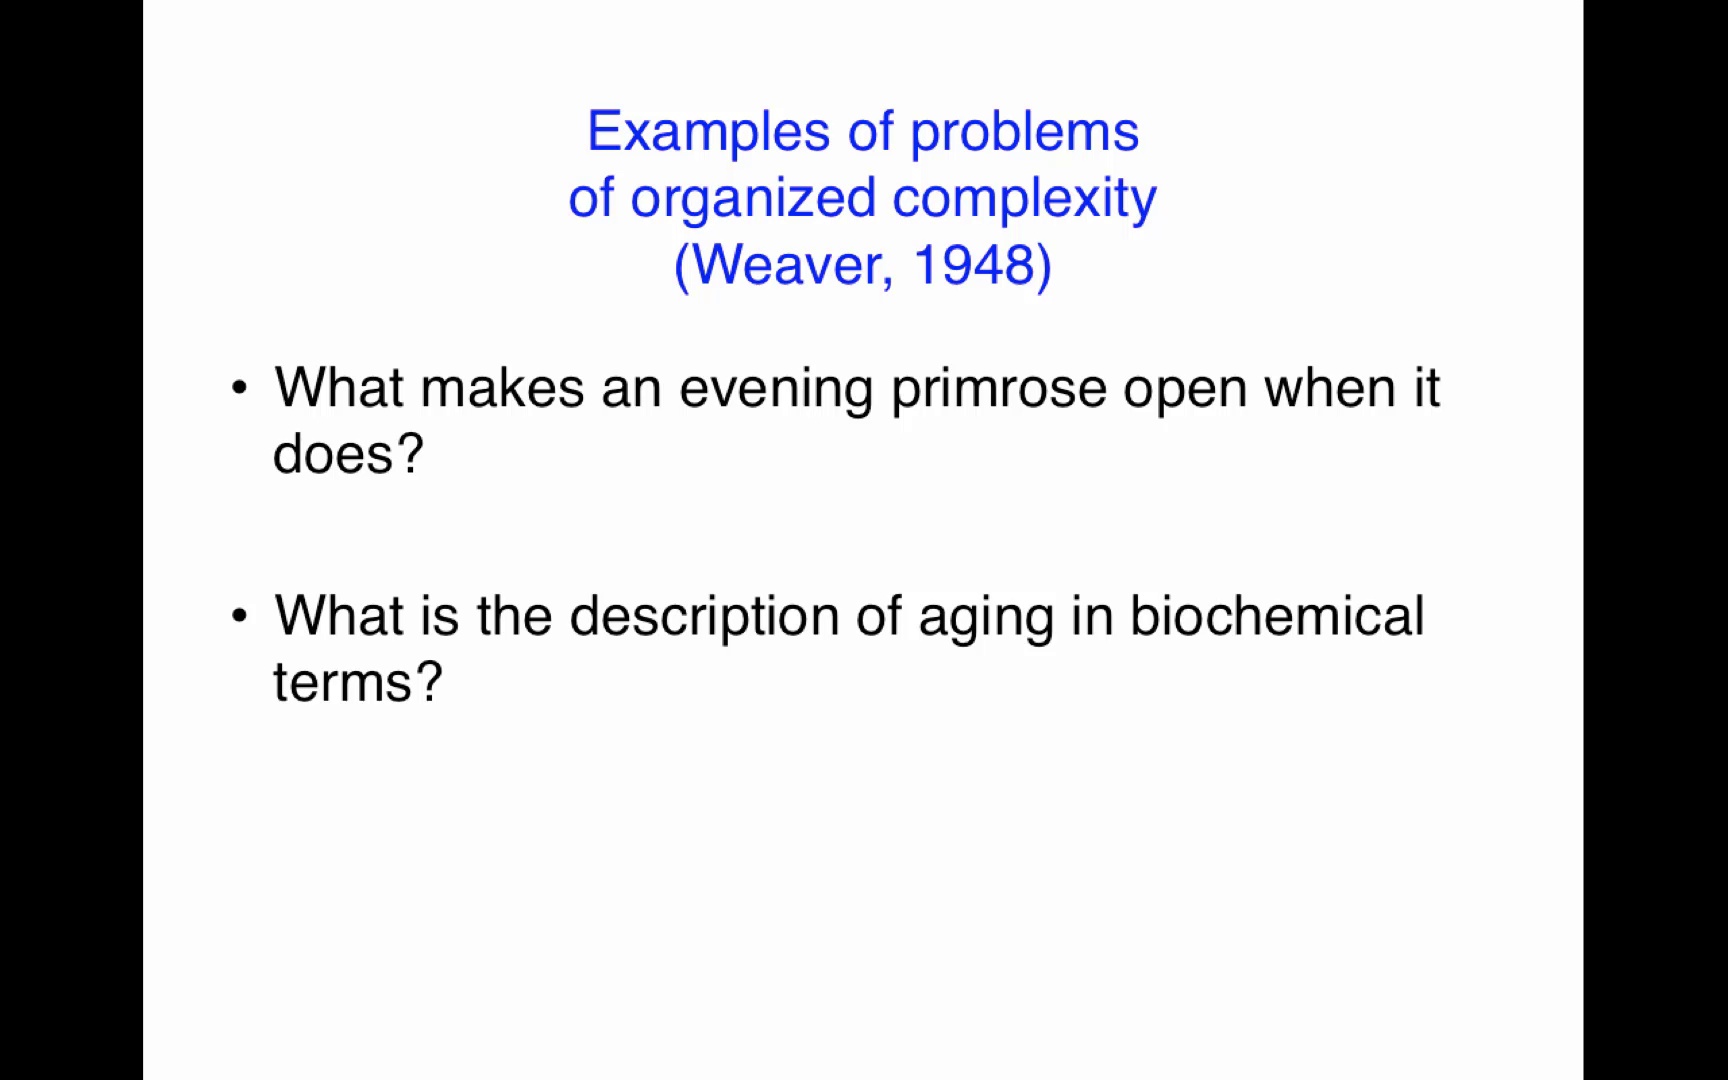 Examples of problems
of organized complexity
(Weaver, 1948)
• What makes an evening primrose open when it
does?
• What is the description of aging in biochemical
terms?